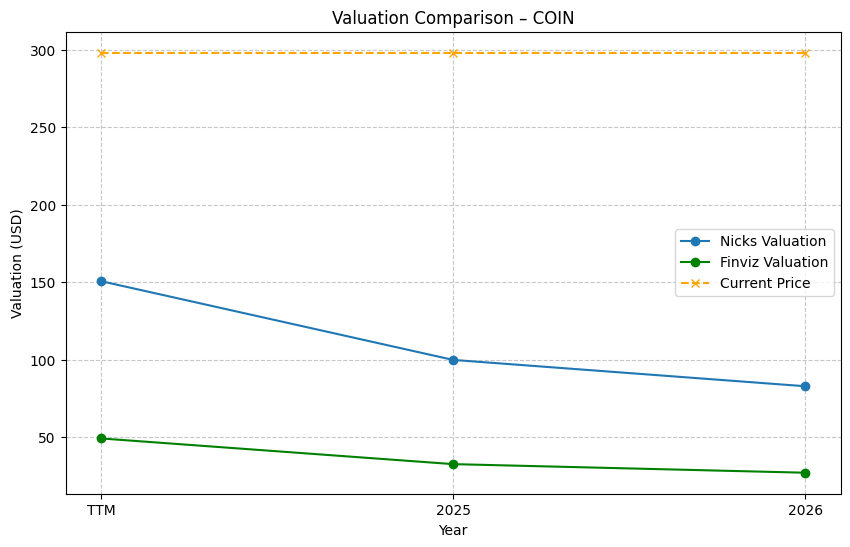 Valuation Comparison – COIN
Valuation (USD)
300
250
200
150
100
50
Nicks Valuation
Finviz Valuation
Current Price
TTM
2025
2026
Year